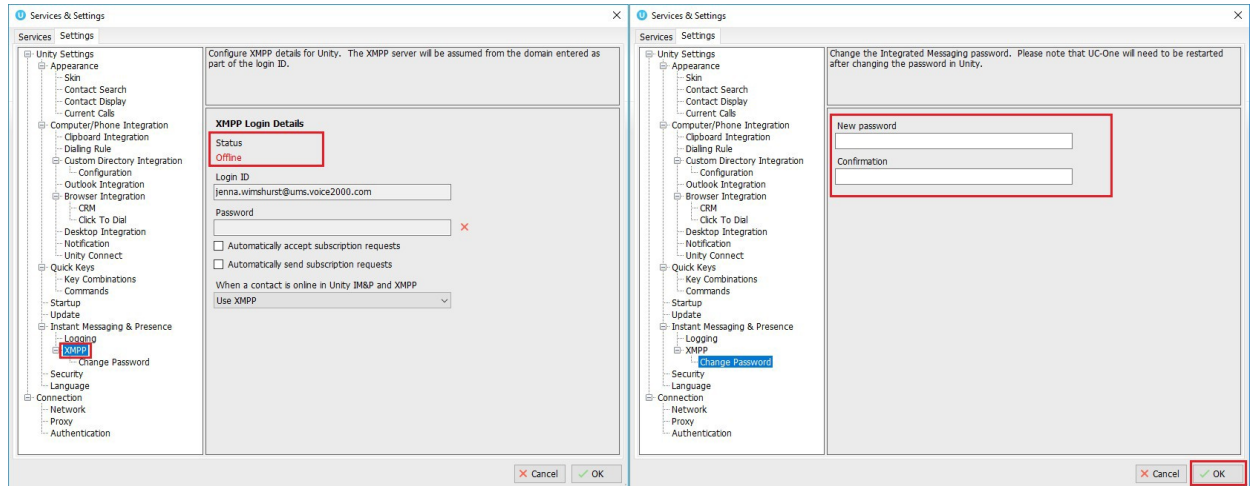 Services & Settings
Services Settings
Unity Settings
Appearance
Skin
Contact Search
Contact Display
Current Calls
Computer/Phone Integration
Clipboard Integration
Dialing Rule
Custom Directory Integration
Configuration
Outlook Integration
Browser Integration
CRM
Click To Dial
Desktop Integration
Notification
Unity Connect
Quick Keys
Key Combinations
Commands
Startup
Update
Instant Messaging & Presence
Logging
XMPP
Change Password
Security
Language
Connection
Network
Proxy
Authentication
Configure XMPP details for Unity. The XMPP server will be assumed from the domain entered as
part of the login ID.
XMPP Login Details
Status
Offline
Login ID
jenna.wimshurst@ums.voice2000.com
Password
Automatically accept subscription requests
Automatically send subscription requests
When a contact is online in Unity IM&P and XMPP
Use XMPP
Cancel OK
Services & Settings
Services Settings
Unity Settings
Appearance
Skin
Contact Search
Contact Display
Current Calls
Computer/Phone Integration
Clipboard Integration
Dialing Rule
Custom Directory Integration
Configuration
Outlook Integration
Browser Integration
CRM
Click To Dial
Desktop Integration
Notification
Unity Connect
Quick Keys
Key Combinations
Commands
Startup
Update
Instant Messaging & Presence
Logging
XMPP
Change Password
Security
Language
Connection
Network
Proxy
Authentication
Change the Integrated Messaging password. Please note that UC-One will need to be restarted
after changing the password in Unity.
New password
Confirmation
Cancel OK